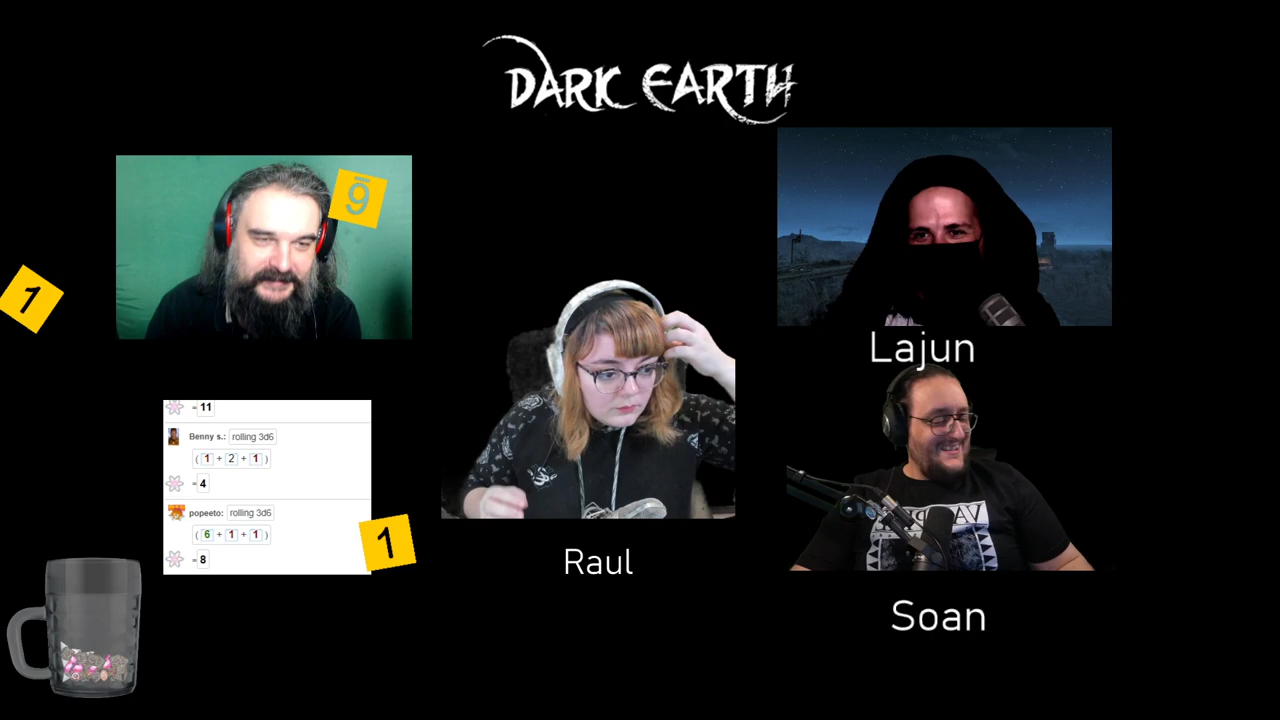 DARK EARTH
9
1
Lajun
= 11
Benny s.: rolling 3d6
( 1 + 2 + 1 )
= 4
popeeto: rolling 3d6
( 6 + 1 + 1 )
= 8
1
Raul
Soan